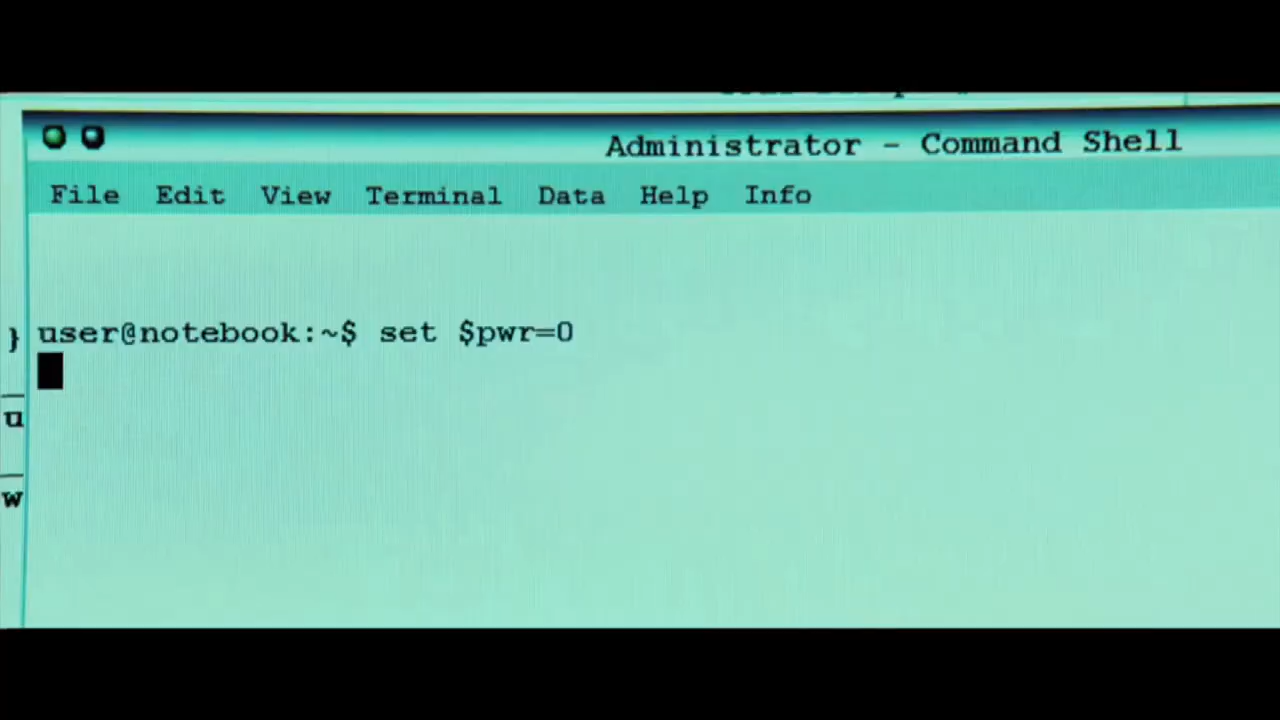 Administrator - Command Shell
File Edit View Terminal Data Help Info
} user@notebook:~$ set $pwr=0
u
w